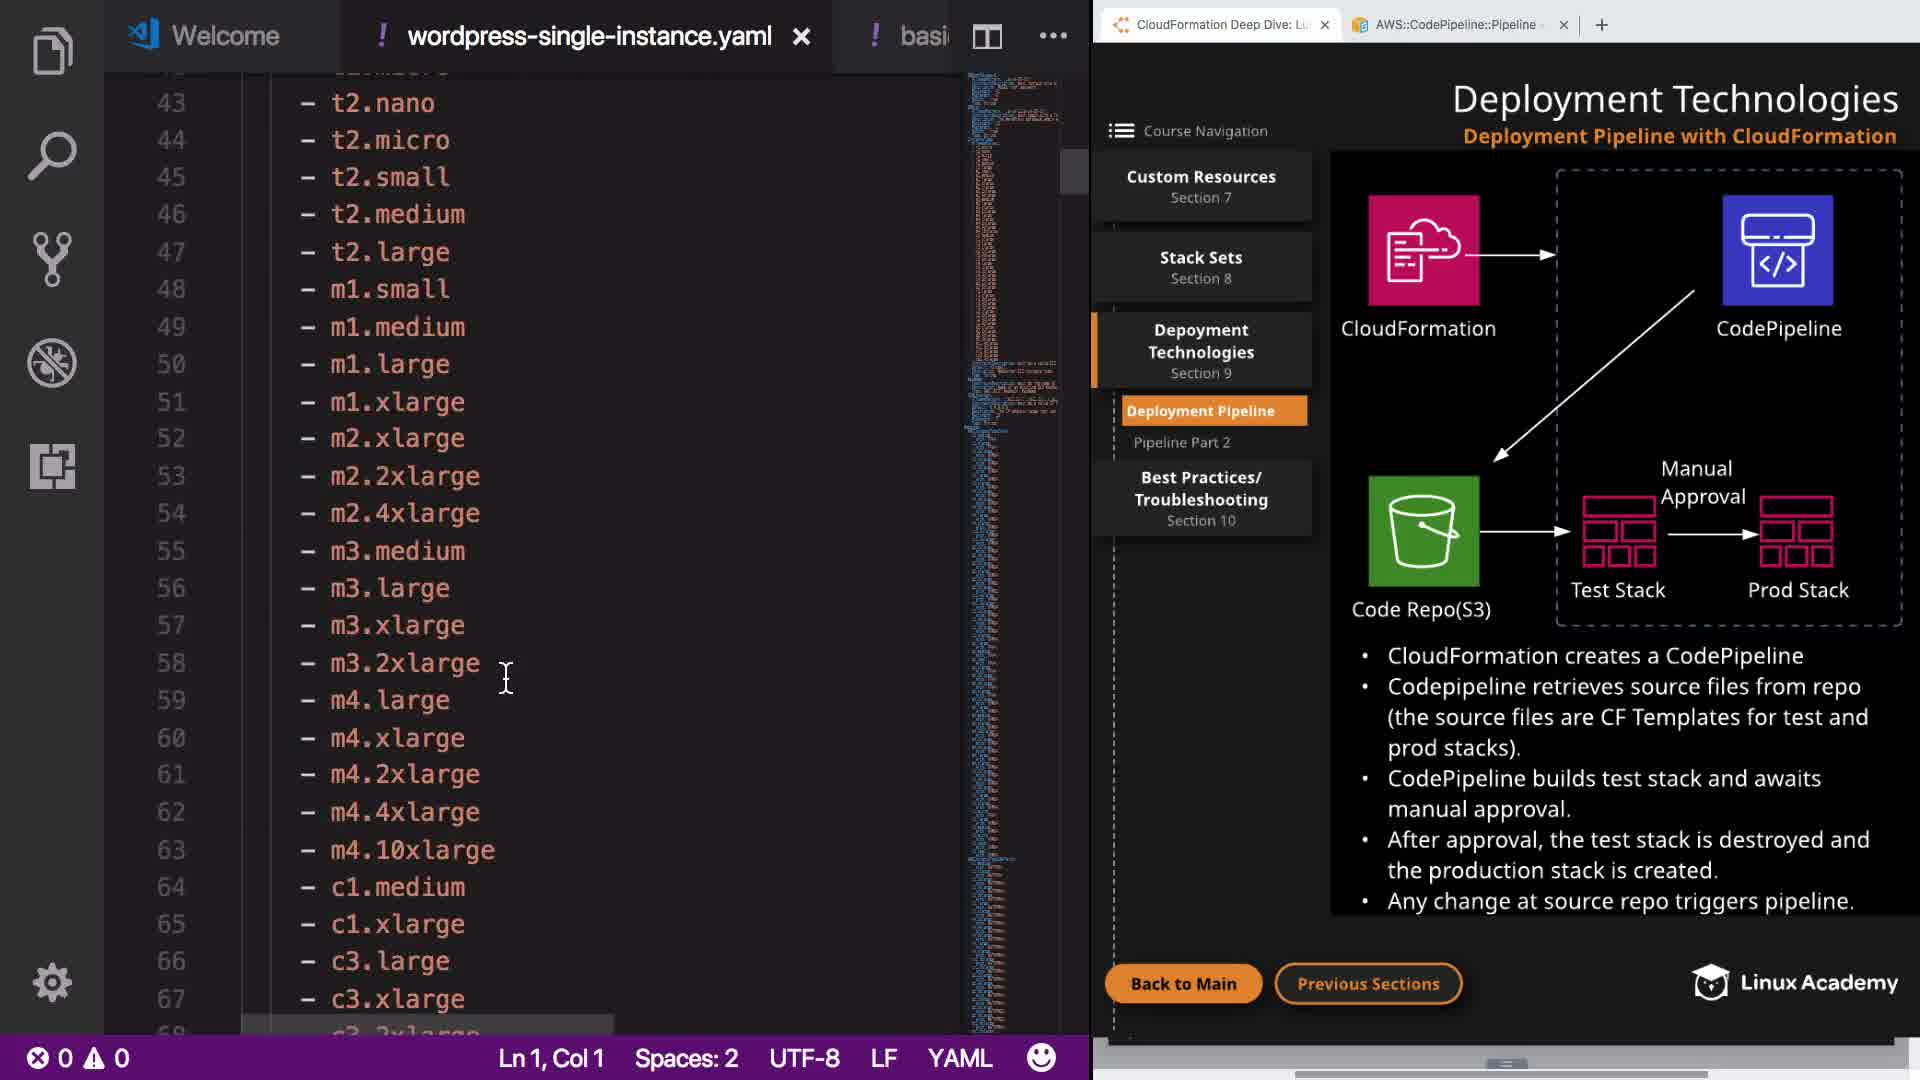 Welcome
! wordpress-single-instance.yaml
! basi
43 - t2.nano
44 - t2.micro
45 - t2.small
46 - t2.medium
47 - t2.large
48 - m1.small
49 - m1.medium
50 - m1.large
51 - m1.xlarge
52 - m2.xlarge
53 - m2.2xlarge
54 - m2.4xlarge
55 - m3.medium
56 - m3.large
57 - m3.xlarge
58 - m3.2xlarge
59 - m4.large
60 - m4.xlarge
61 - m4.2xlarge
62 - m4.4xlarge
63 - m4.10xlarge
64 - c1.medium
65 - c1.xlarge
66 - c3.large
67 - c3.xlarge
68 - c3.2xlarge
0 0
Ln 1, Col 1
Spaces: 2
UTF-8
LF
YAML
CloudFormation Deep Dive: Lu
AWS::CodePipeline::Pipeline -
Deployment Technologies
Deployment Pipeline with CloudFormation
Course Navigation
Custom Resources
Section 7
Stack Sets
Section 8
Depoyment
Technologies
Section 9
Deployment Pipeline
Pipeline Part 2
Best Practices/
Troubleshooting
Section 10
CloudFormation
CodePipeline
Manual
Approval
Code Repo(S3)
Test Stack
Prod Stack
• CloudFormation creates a CodePipeline
• Codepipeline retrieves source files from repo
(the source files are CF Templates for test and
prod stacks).
• CodePipeline builds test stack and awaits
manual approval.
• After approval, the test stack is destroyed and
the production stack is created.
• Any change at source repo triggers pipeline.
Back to Main
Previous Sections
Linux Academy